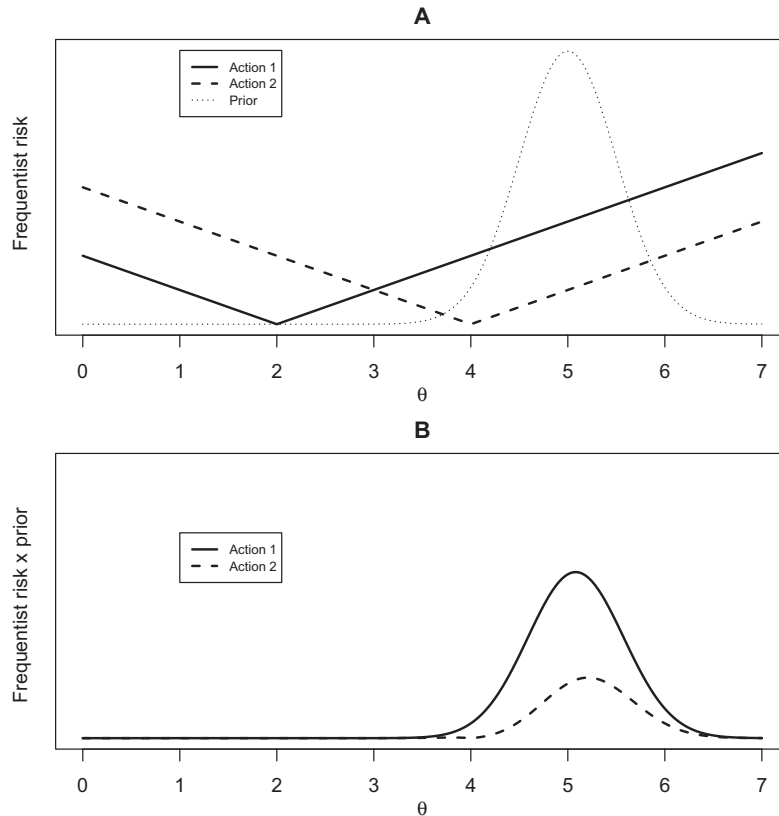 A
Frequentist risk
Action 1
Action 2
Prior
0 1 2 3 4 5 6 7
θ
B
Frequentist risk x prior
Action 1
Action 2
0 1 2 3 4 5 6 7
θ